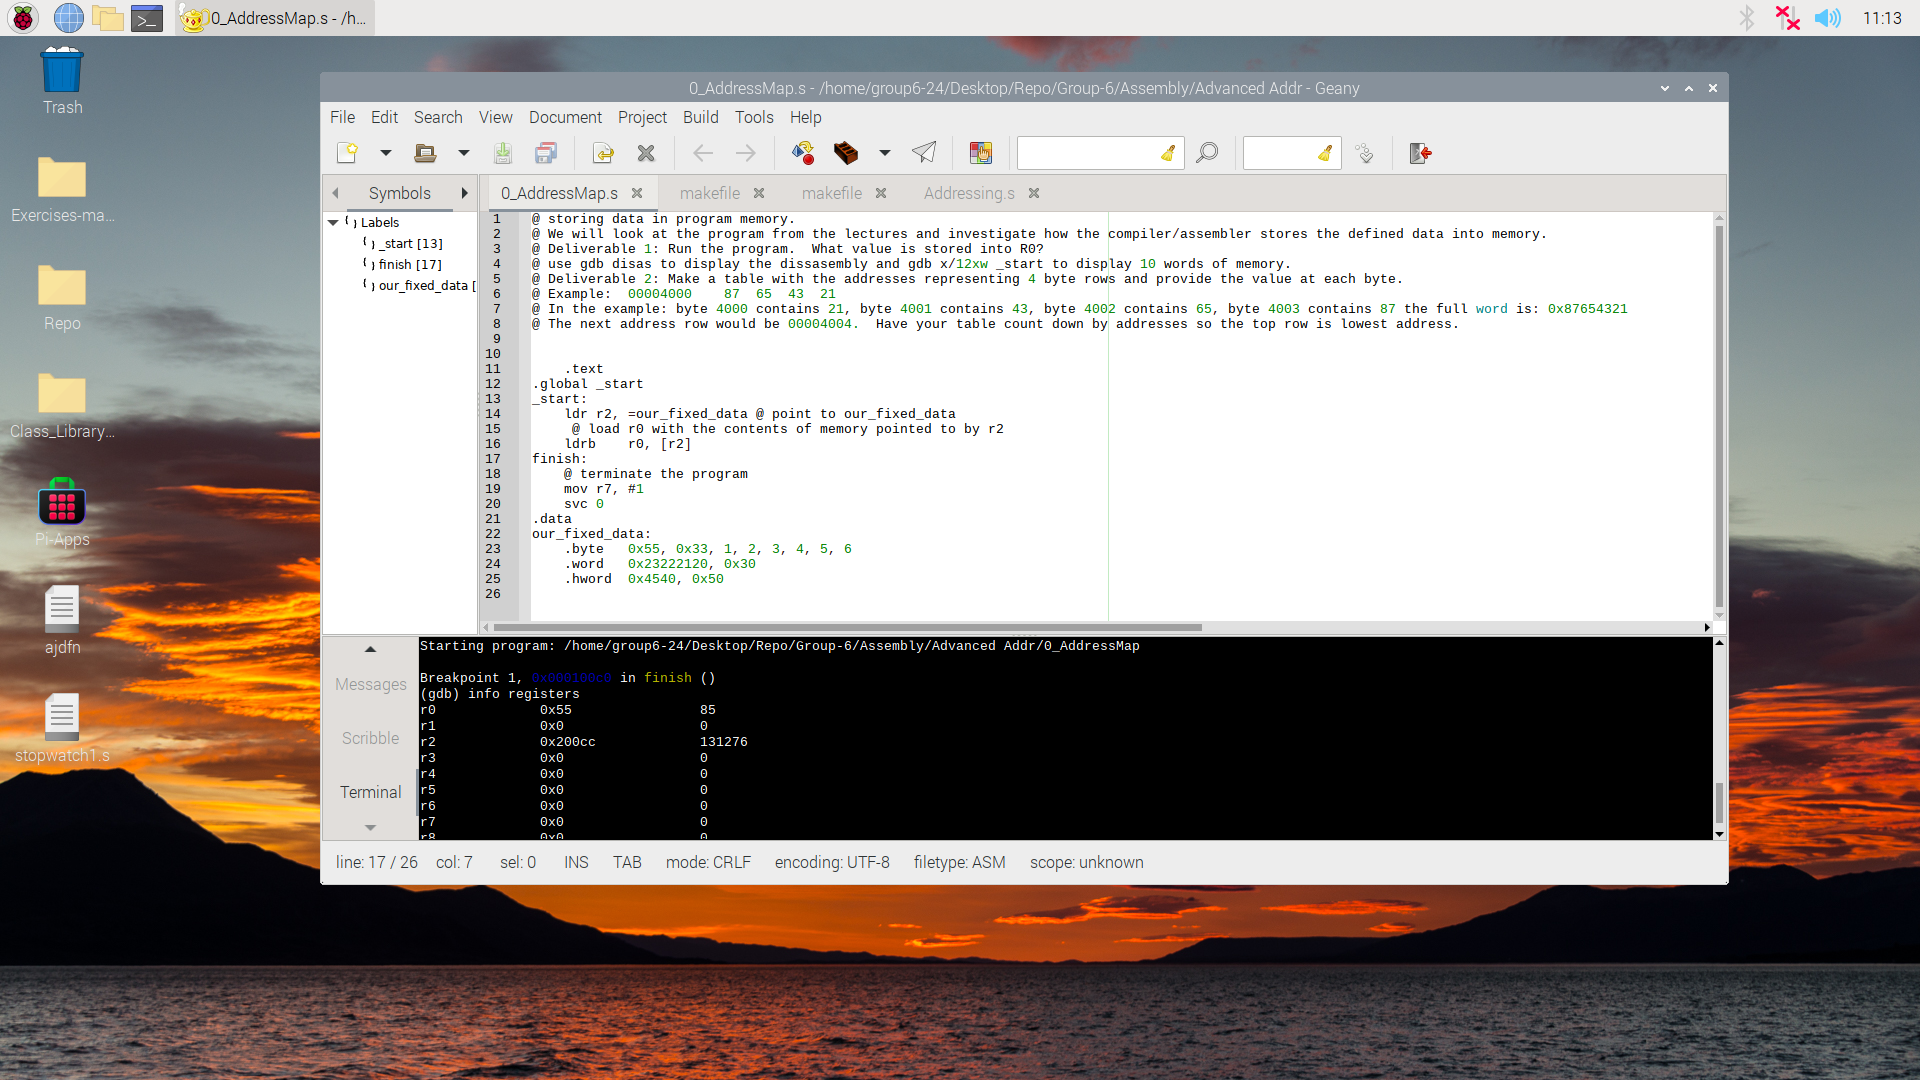 0_AddressMap.s - /h...
11:13
Trash
Exercises-ma...
Repo
Class_Library...
Pi-Apps
ajdfn
stopwatch1.s
0_AddressMap.s - /home/group6-24/Desktop/Repo/Group-6/Assembly/Advanced Addr - Geany
File Edit Search View Document Project Build Tools Help
Symbols
0_AddressMap.s makefile makefile Addressing.s
Labels
_start [13]
finish [17]
our_fixed_data [
1 @ storing data in program memory.
2 @ We will look at the program from the lectures and investigate how the compiler/assembler stores the defined data into memory.
3 @ Deliverable 1: Run the program.  What value is stored into R0?
4 @ use gdb disas to display the dissasembly and gdb x/12xw _start to display 10 words of memory.
5 @ Deliverable 2: Make a table with the addresses representing 4 byte rows and provide the value at each byte.
6 @ Example:  00004000    87  65  43  21
7 @ In the example: byte 4000 contains 21, byte 4001 contains 43, byte 4002 contains 65, byte 4003 contains 87 the full word is: 0x87654321
8 @ The next address row would be 00004004.  Have your table count down by addresses so the top row is lowest address.
9
10
11     .text
12 .global _start
13 _start:
14     ldr r2, =our_fixed_data @ point to our_fixed_data
15      @ load r0 with the contents of memory pointed to by r2
16     ldrb    r0, [r2]
17 finish:
18     @ terminate the program
19     mov r7, #1
20     svc 0
21 .data
22 our_fixed_data:
23     .byte   0x55, 0x33, 1, 2, 3, 4, 5, 6
24     .word   0x23222120, 0x30
25     .hword  0x4540, 0x50
26
Messages
Scribble
Terminal
Starting program: /home/group6-24/Desktop/Repo/Group-6/Assembly/Advanced Addr/0_AddressMap
Breakpoint 1, 0x000100c0 in finish ()
(gdb) info registers
r0 0x55 85
r1 0x0 0
r2 0x200cc 131276
r3 0x0 0
r4 0x0 0
r5 0x0 0
r6 0x0 0
r7 0x0 0
r8 0x0 0
line: 17 / 26 col: 7 sel: 0 INS TAB mode: CRLF encoding: UTF-8 filetype: ASM scope: unknown